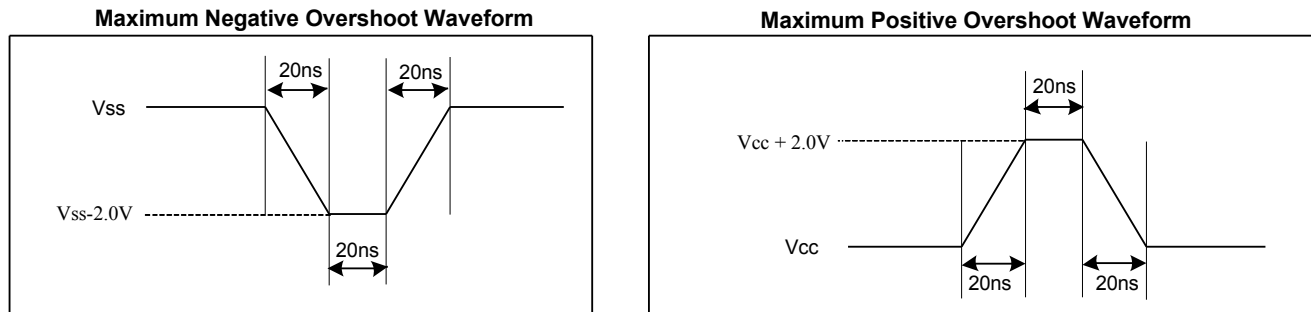 Maximum Negative Overshoot Waveform
20ns
20ns
Vss
Vss-2.0V
20ns
Maximum Positive Overshoot Waveform
20ns
Vcc + 2.0V
Vcc
20ns
20ns